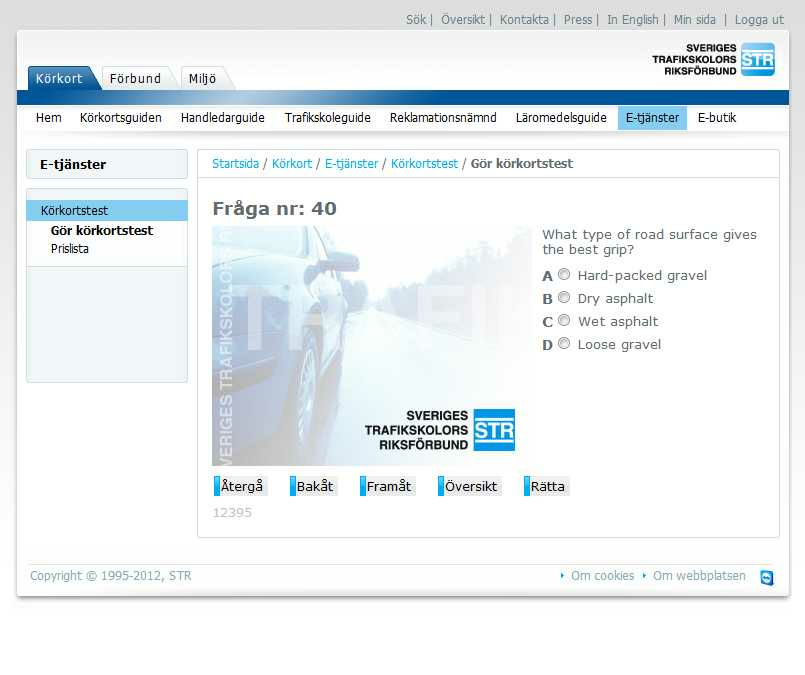 Sök | Översikt | Kontakta | Press | In English | Min sida | Logga ut
SVERIGES
TRAFIKSKOLORS
RIKSFÖRBUND
STR
Körkort Förbund Miljö
Hem Körkortsguiden Handledarguide Trafikskoleguide Reklamationsnämnd Läromedelsguide E-tjänster E-butik
E-tjänster
Körkortstest
Gör körkortstest
Prislista
Startsida / Körkort / E-tjänster / Körkortstest / Gör körkortstest
Fråga nr: 40
VERIGES TRAFIKSKOLOR
TRAFI
SVERIGES
TRAFIKSKOLORS
RIKSFÖRBUND
STR
What type of road surface gives
the best grip?
A Hard-packed gravel
B Dry asphalt
C Wet asphalt
D Loose gravel
Återgå Bakåt Framåt Översikt Rätta
12395
Copyright © 1995-2012, STR Om cookies Om webbplatsen